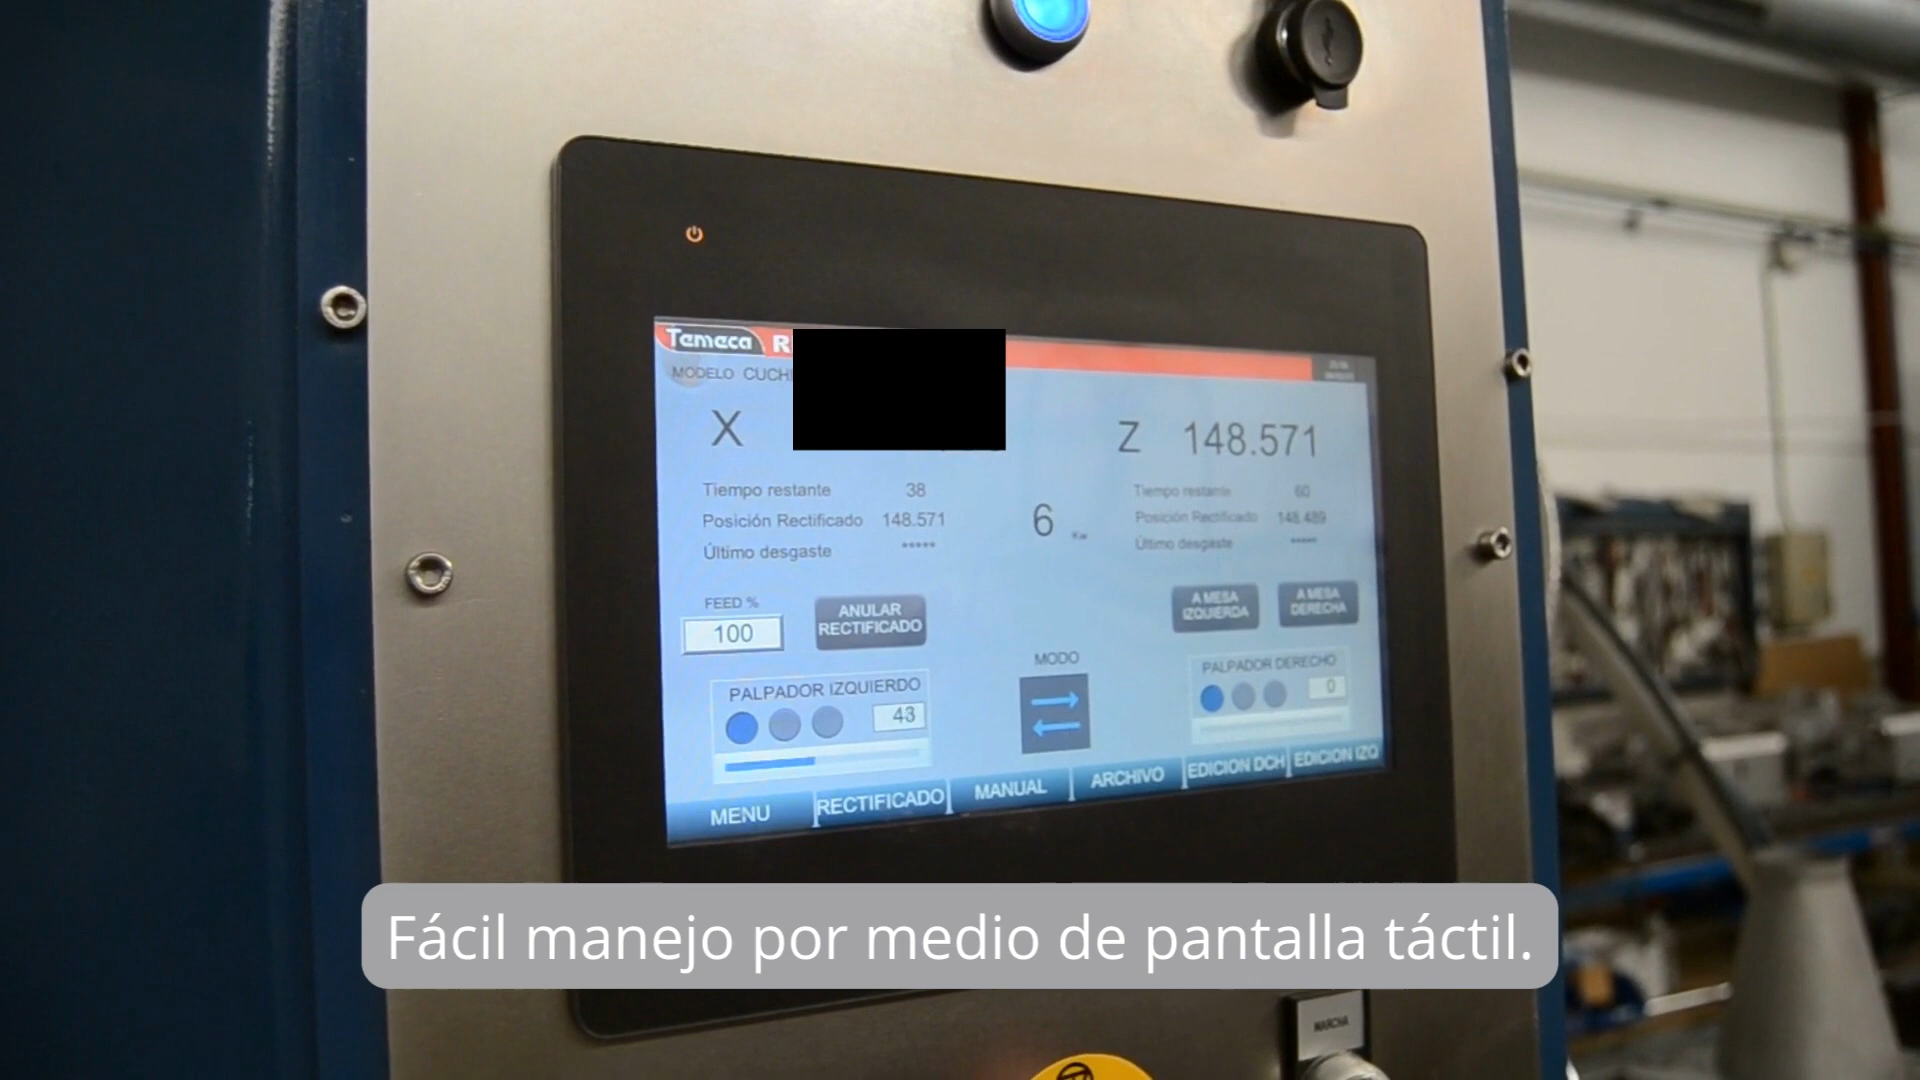 Temeca
MODELO
X
Z 148.571
Tiempo restante 38
Posición Rectificado 148.571
Último desgaste *****
6
Kw
Tiempo restante 60
Posición Rectificado 148.489
Último desgaste *****
FEED %
100
ANULAR
RECTIFICADO
A MESA
IZQUIERDA
A MESA
DERECHA
MODO
PALPADOR IZQUIERDO
43
PALPADOR DERECHO
0
MENU
RECTIFICADO
MANUAL
ARCHIVO
EDICION DCH
EDICION IZQ
Fácil manejo por medio de pantalla táctil.
MARCHA